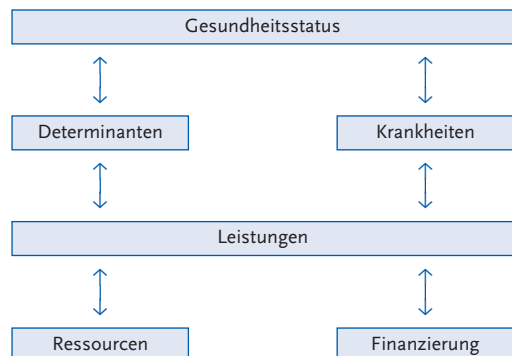 Gesundheitsstatus
Determinanten
Krankheiten
Leistungen
Ressourcen
Finanzierung